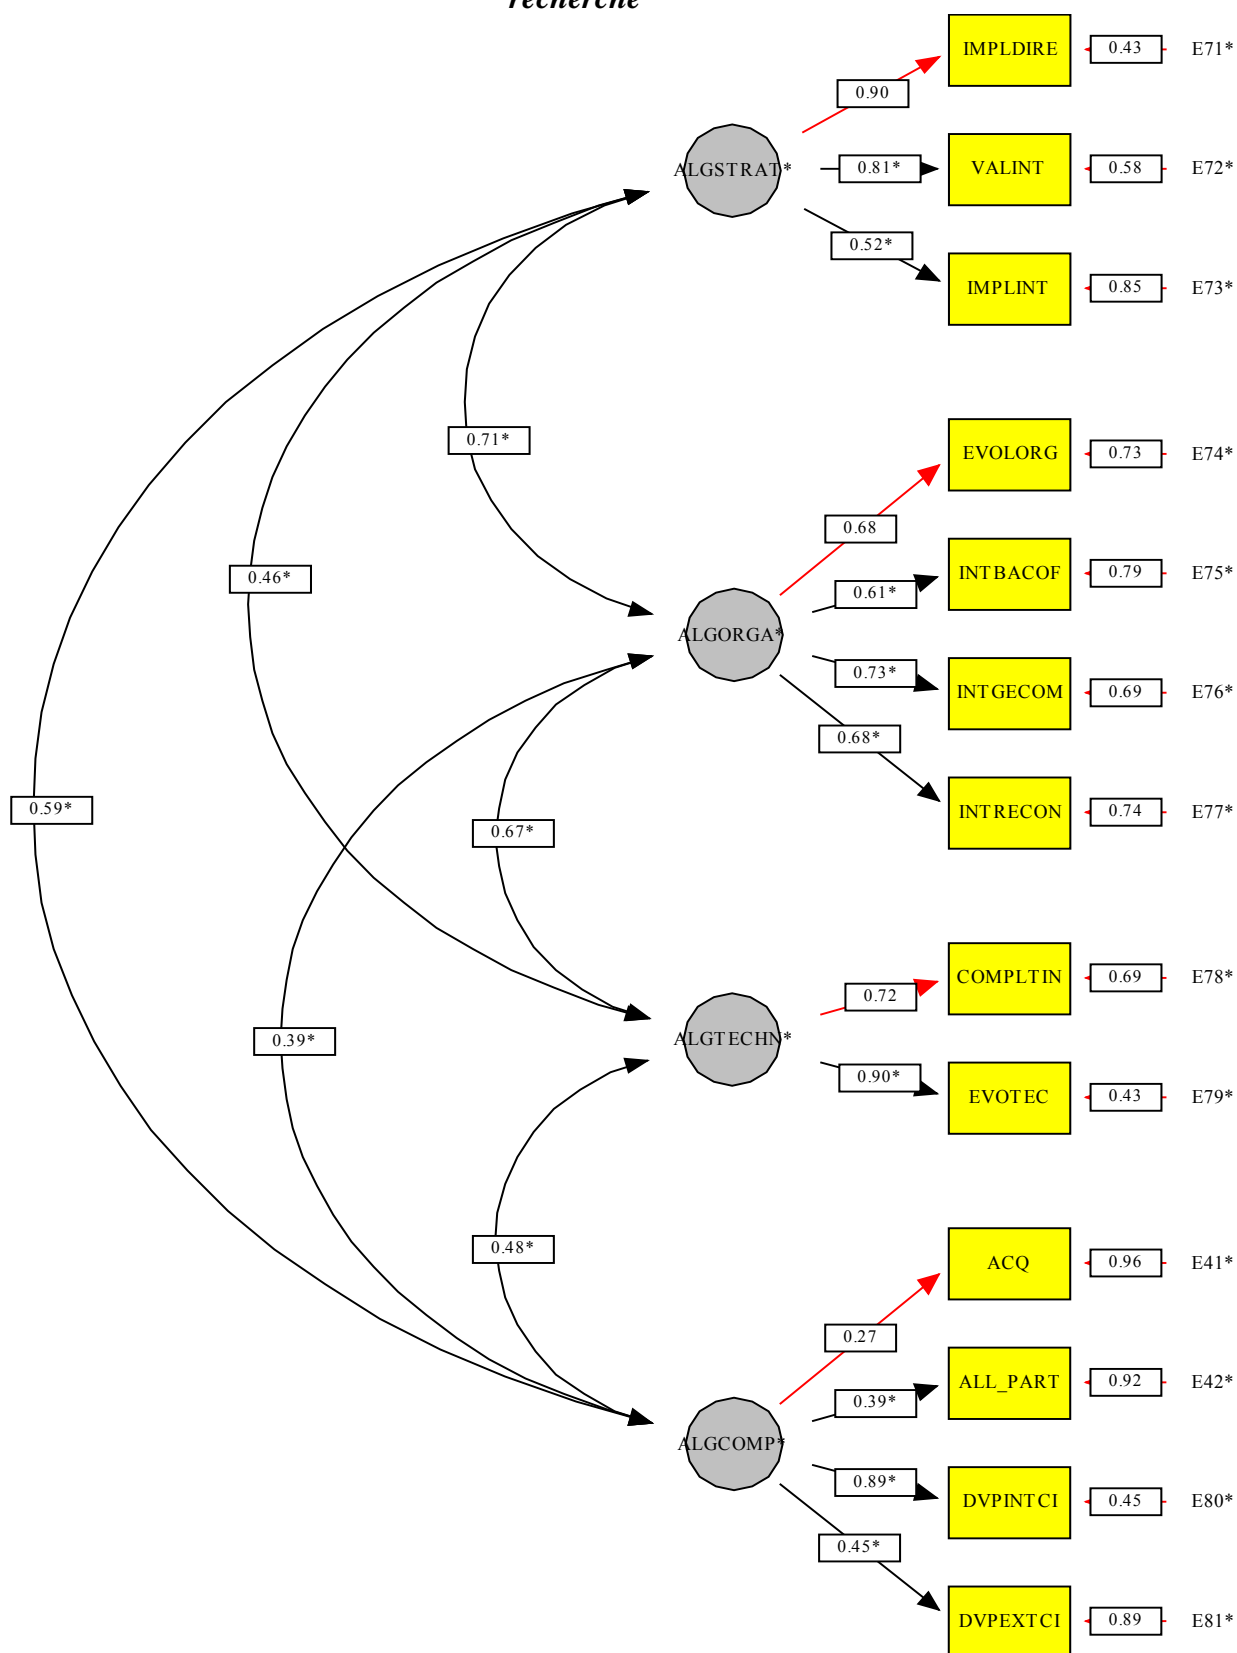 recherche
IMPLDIRE 0.43 E71*
0.90
ALGSTRAT* 0.81* VALINT 0.58 E72*
0.52*
IMPLINT 0.85 E73*
0.71*
EVOLORG 0.73 E74*
0.68
0.46* INTBACOF 0.79 E75*
0.61*
ALGORGA*
0.73* INTGECOM 0.69 E76*
0.68*
0.59* INTRECON 0.74 E77*
0.67*
COMPLTIN 0.69 E78*
0.72
0.39* ALGTECHN*
0.90* EVOTEC 0.43 E79*
0.48*
ACQ 0.96 E41*
0.27
ALL_PART 0.92 E42*
0.39*
ALGCOMP*
0.89* DVPINTCI 0.45 E80*
0.45*
DVPEXTCI 0.89 E81*